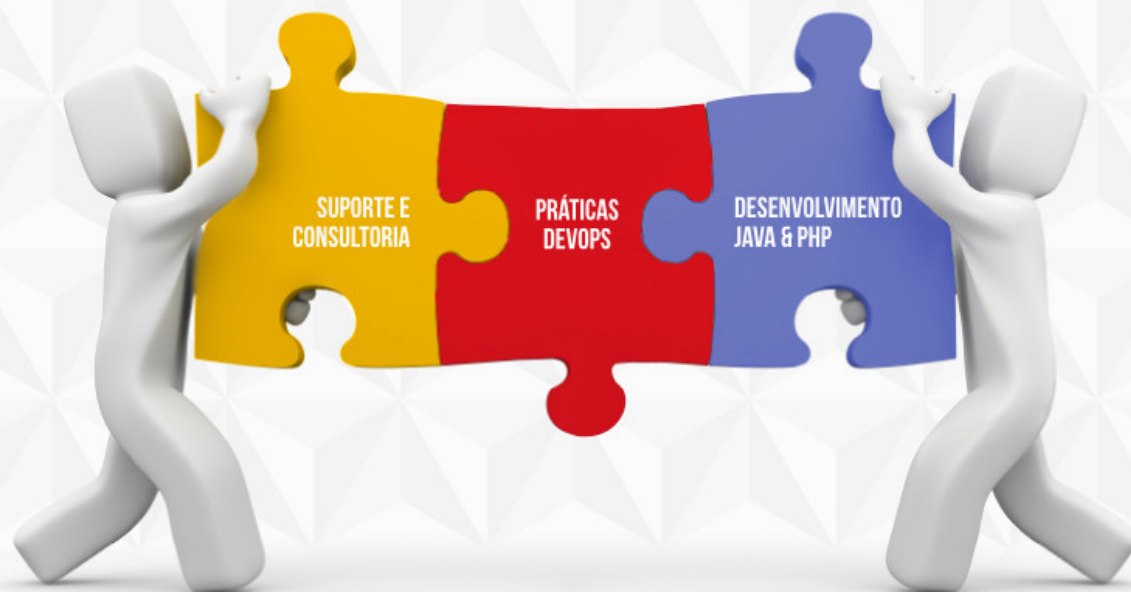 SUPORTE E
CONSULTORIA
PRÁTICAS
DEVOPS
DESENVOLVIMENTO
JAVA & PHP